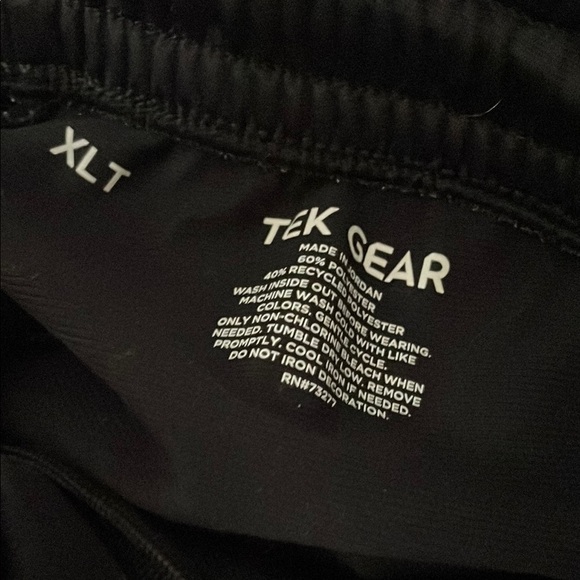 XLT
TEK GEAR
MADE IN JORDAN
60% POLYESTER
40% RECYCLED POLYESTER
WASH INSIDE OUT BEFORE WEARING.
MACHINE WASH COLD WITH LIKE
COLORS. GENTLE CYCLE.
ONLY NON-CHLORINE BLEACH WHEN
NEEDED. TUMBLE DRY LOW. REMOVE
PROMPTLY. COOL IRON IF NEEDED.
DO NOT IRON DECORATION.
RN#73277